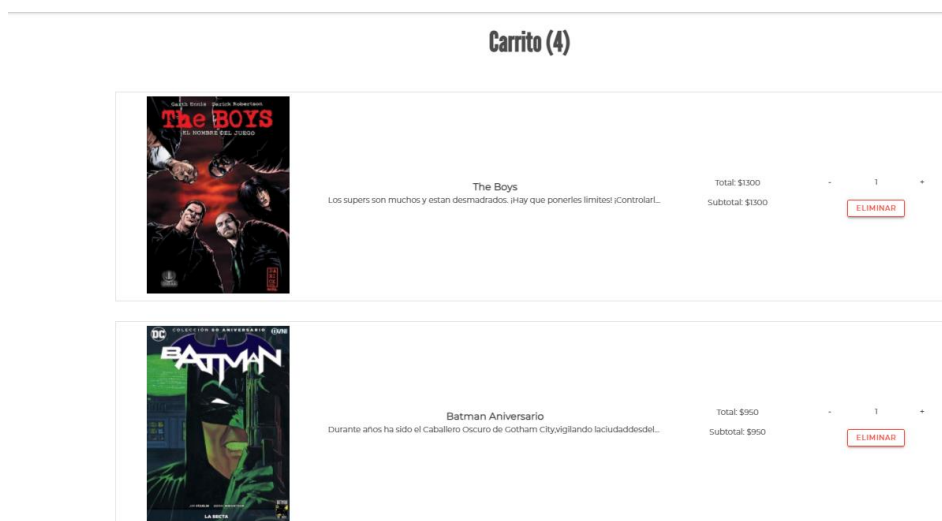 Carrito (4)
Garth Ennis Darick Robertson
The BOYS
EL NOMBRE DEL JUEGO
The Boys
Los supers son muchos y estan desmadrados. ¡Hay que ponerles límites! ¡Controlarl...
Total: $1300
Subtotal: $1300
- 1 +
ELIMINAR
DC
COLECCIÓN 80 ANIVERSARIO
OVNI
BATMAN
LA SECTA
Batman Aniversario
Durante años ha sido el Caballero Oscuro de Gotham City,vigilando laciudaddesdel...
Total: $950
Subtotal: $950
- 1 +
ELIMINAR